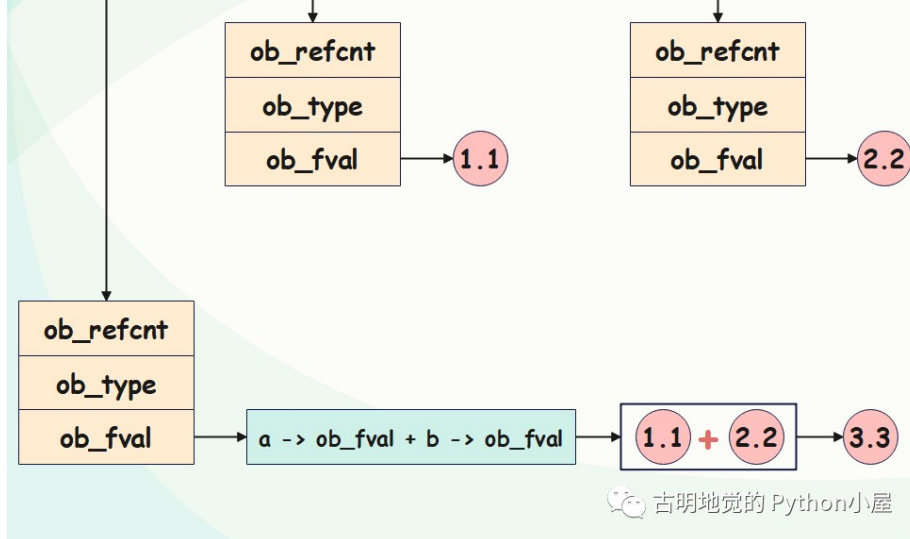 ob_refcnt
ob_type
ob_fval
1.1
ob_refcnt
ob_type
ob_fval
2.2
ob_refcnt
ob_type
ob_fval
a -> ob_fval + b -> ob_fval
1.1 + 2.2
3.3
古明地觉的 Python小屋